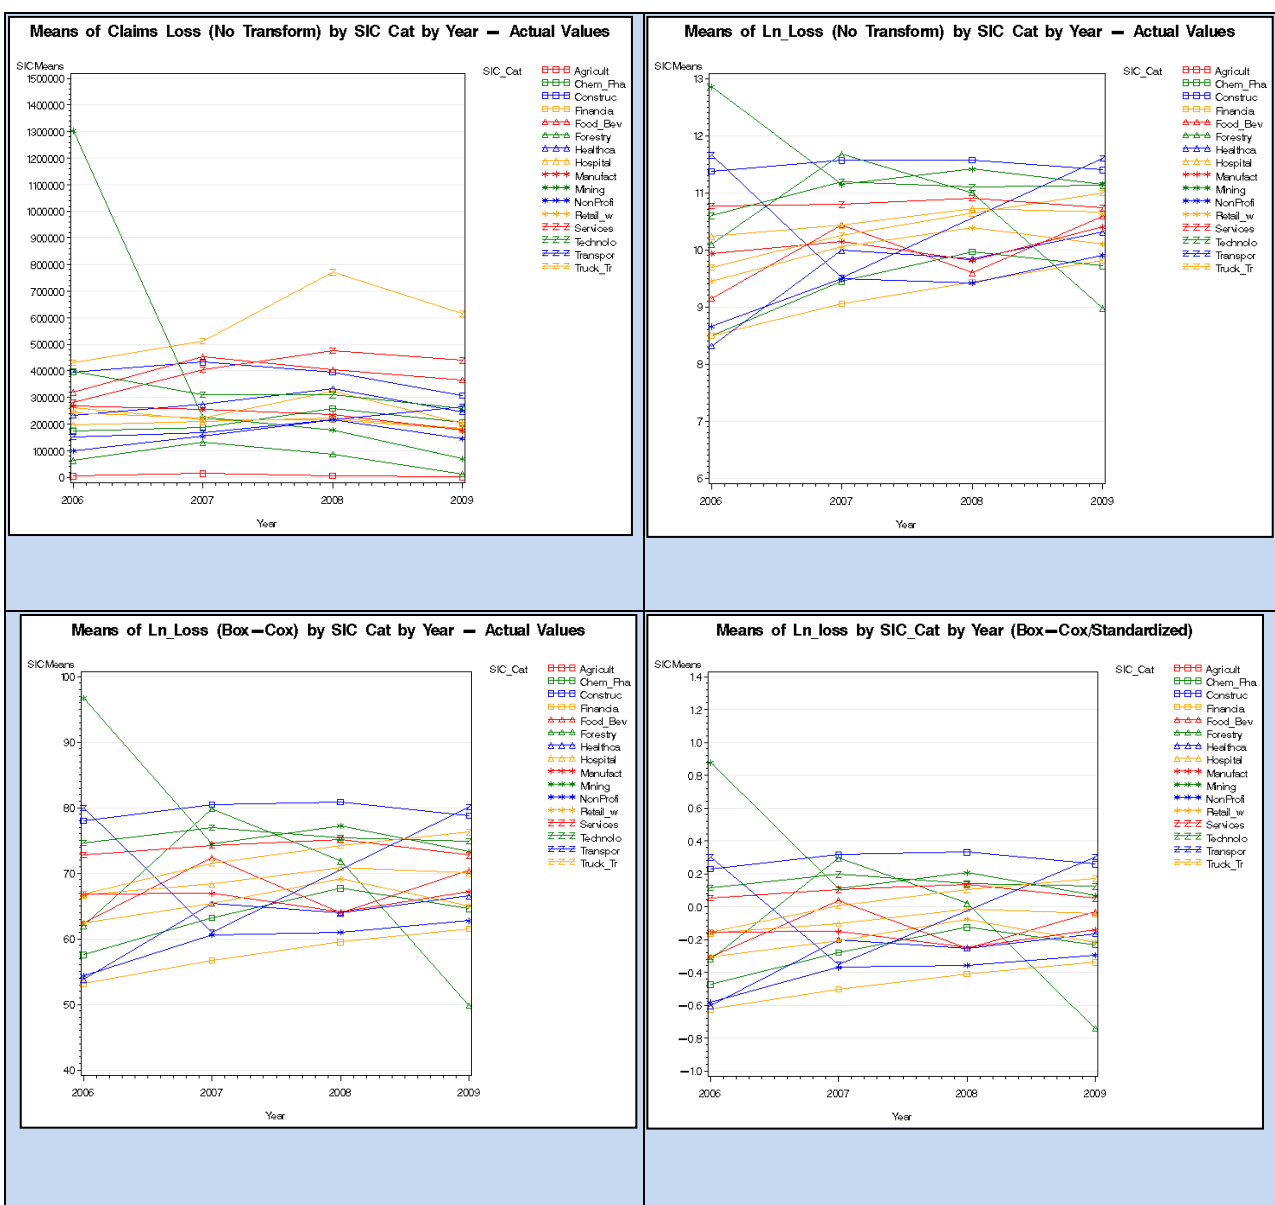 Means of Claims Loss (No Transform) by SIC Cat by Year — Actual Values
SICMeans
1500000
1400000
1300000
1200000
1100000
1000000
900000
800000
700000
600000
500000
400000
300000
200000
100000
0
2006 2007 2008 2009
Year
SIC_Cat
Agricult
Chem_Pha
Construc
Financia
Food_Bev
Forestry
Healthca
Hospital
Manufact
Mining
NonProfi
Retail_w
Services
Technolo
Transpor
Truck_Tr
Means of Ln_Loss (No Transform) by SIC Cat by Year — Actual Values
SICMeans
13
12
11
10
9
8
7
6
2006 2007 2008 2009
Year
SIC_Cat
Agricult
Chem_Pha
Construc
Financia
Food_Bev
Forestry
Healthca
Hospital
Manufact
Mining
NonProfi
Retail_w
Services
Technolo
Transpor
Truck_Tr
Means of Ln_Loss (Box—Cox) by SIC Cat by Year — Actual Values
SICMeans
100
90
80
70
60
50
40
2006 2007 2008 2009
Year
SIC_Cat
Agricult
Chem_Pha
Construc
Financia
Food_Bev
Forestry
Healthca
Hospital
Manufact
Mining
NonProfi
Retail_w
Services
Technolo
Transpor
Truck_Tr
Means of Ln_loss by SIC_Cat by Year (Box—Cox/Standardized)
SICMeans
1.4
1.2
1.0
0.8
0.6
0.4
0.2
0.0
—0.2
—0.4
—0.6
—0.8
—1.0
2006 2007 2008 2009
Year
SIC_Cat
Agricult
Chem_Pha
Construc
Financia
Food_Bev
Forestry
Healthca
Hospital
Manufact
Mining
NonProfi
Retail_w
Services
Technolo
Transpor
Truck_Tr